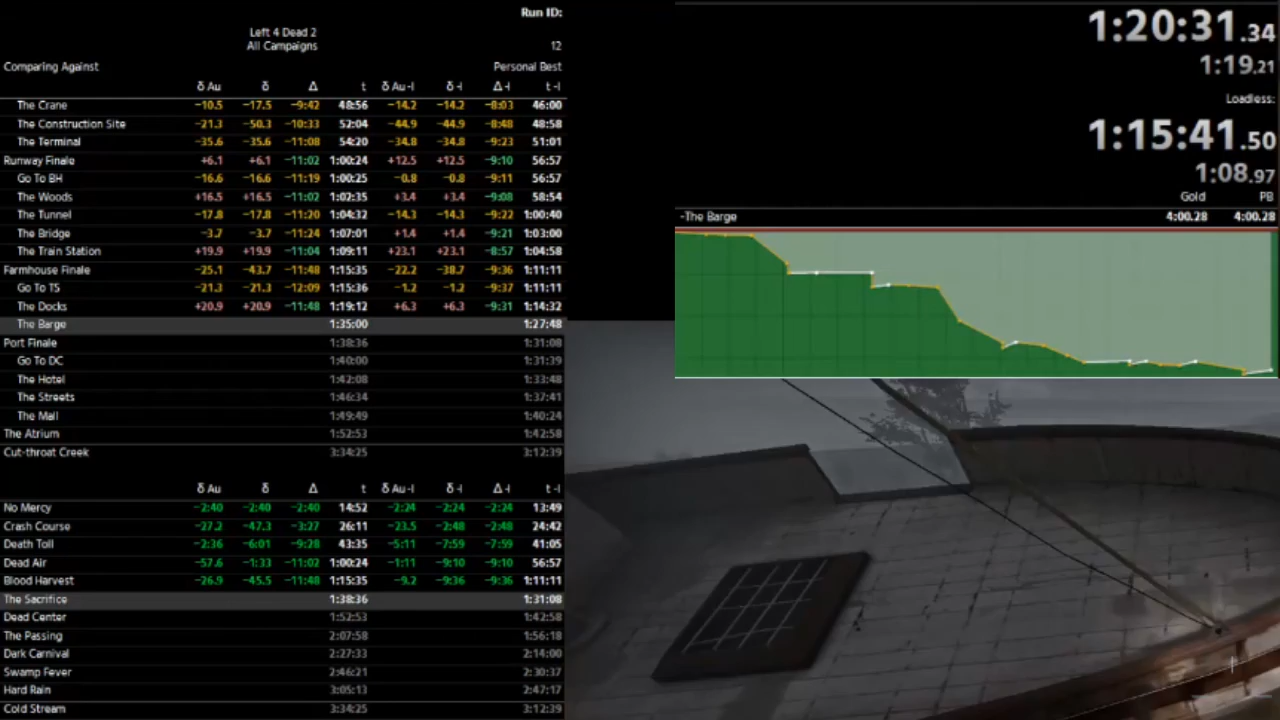 Run ID:
Left 4 Dead 2
All Campaigns
12
Comparing Against Personal Best
δ Au δ Δ t δ Au-l δ -l Δ -l t -l
The Crane −10.5 −17.5 −9:42 48:56 −14.2 −14.2 −8:03 46:00
The Construction Site −21.3 −50.3 −10:33 52:04 −44.9 −44.9 −8:48 48:58
The Terminal −35.6 −35.6 −11:08 54:20 −34.8 −34.8 −9:23 51:01
Runway Finale +6.1 +6.1 −11:02 1:00:24 +12.5 +12.5 −9:10 56:57
Go To BH −16.6 −16.6 −11:19 1:00:25 −0.8 −0.8 −9:11 56:57
The Woods +16.5 +16.5 −11:02 1:02:35 +3.4 +3.4 −9:08 58:54
The Tunnel −17.8 −17.8 −11:20 1:04:32 −14.3 −14.3 −9:22 1:00:40
The Bridge −3.7 −3.7 −11:24 1:07:01 +1.4 +1.4 −9:21 1:03:00
The Train Station +19.9 +19.9 −11:04 1:09:11 +23.1 +23.1 −8:57 1:04:58
Farmhouse Finale −25.1 −43.7 −11:48 1:15:35 −22.2 −38.7 −9:36 1:11:11
Go To TS −21.3 −21.3 −12:09 1:15:36 −1.2 −1.2 −9:37 1:11:11
The Docks +20.9 +20.9 −11:48 1:19:12 +6.3 +6.3 −9:31 1:14:32
The Barge 1:35:00 1:27:48
Port Finale 1:38:36 1:31:08
Go To DC 1:40:00 1:31:39
The Hotel 1:42:08 1:33:48
The Streets 1:46:34 1:37:41
The Mall 1:49:49 1:40:24
The Atrium 1:52:53 1:42:58
Cut-throat Creek 3:34:25 3:12:39
δ Au δ Δ t δ Au-l δ -l Δ -l t -l
No Mercy −2:40 −2:40 −2:40 14:52 −2:24 −2:24 −2:24 13:49
Crash Course −27.2 −47.3 −3:27 26:11 −23.5 −2:48 −2:48 24:42
Death Toll −2:36 −6:01 −9:28 43:35 −5:11 −7:59 −7:59 41:05
Dead Air −57.6 −1:33 −11:02 1:00:24 −1:11 −9:10 −9:10 56:57
Blood Harvest −26.9 −45.5 −11:48 1:15:35 −9.2 −9:36 −9:36 1:11:11
The Sacrifice 1:38:36 1:31:08
Dead Center 1:52:53 1:42:58
The Passing 2:07:58 1:56:18
Dark Carnival 2:27:33 2:14:00
Swamp Fever 2:46:21 2:30:37
Hard Rain 3:05:13 2:47:17
Cold Stream 3:34:25 3:12:39
1:20:31.34
1:19.21
Loadless:
1:15:41.50
1:08.97
Gold PB
-The Barge 4:00.28 4:00.28